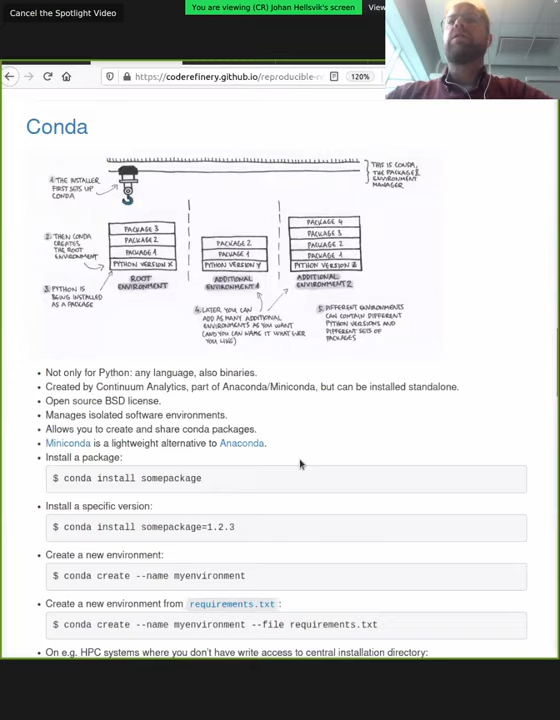 Cancel the Spotlight Video
You are viewing (CR) Johan Hellsvik's screen
View
https://coderefinery.github.io/reproducible-r
120%
Conda
THIS IS CONDA,
THE PACKAGE &
ENVIRONMENT
MANAGER
1. THE INSTALLER
FIRST SETS UP
CONDA
2. THEN CONDA
CREATES
THE ROOT
ENVIRONMENT
3. PYTHON IS
BEING INSTALLED
AS A PACKAGE
PACKAGE 3
PACKAGE 2
PACKAGE 1
PYTHON VERSION X
ROOT
ENVIRONMENT
PACKAGE 2
PACKAGE 1
PYTHON VERSION Y
ADDITIONAL
ENVIRONMENT 1
PACKAGE 4
PACKAGE 3
PACKAGE 2
PACKAGE 1
PYTHON VERSION Z
ADDITIONAL
ENVIRONMENT 2
4. LATER YOU CAN
ADD AS MANY ADDITIONAL
ENVIRONMENTS AS YOU WANT
(AND YOU CAN NAME IT WHAT EVER
YOU LIKE)
5. DIFFERENT ENVIRONMENTS
CAN CONTAIN DIFFERENT
PYTHON VERSIONS AND
DIFFERENT SETS OF
PACKAGES
• Not only for Python: any language, also binaries.
• Created by Continuum Analytics, part of Anaconda/Miniconda, but can be installed standalone.
• Open source BSD license.
• Manages isolated software environments.
• Allows you to create and share conda packages.
• Miniconda is a lightweight alternative to Anaconda.
• Install a package:
$ conda install somepackage
• Install a specific version:
$ conda install somepackage=1.2.3
• Create a new environment:
$ conda create --name myenvironment
• Create a new environment from requirements.txt :
$ conda create --name myenvironment --file requirements.txt
• On e.g. HPC systems where you don't have write access to central installation directory: